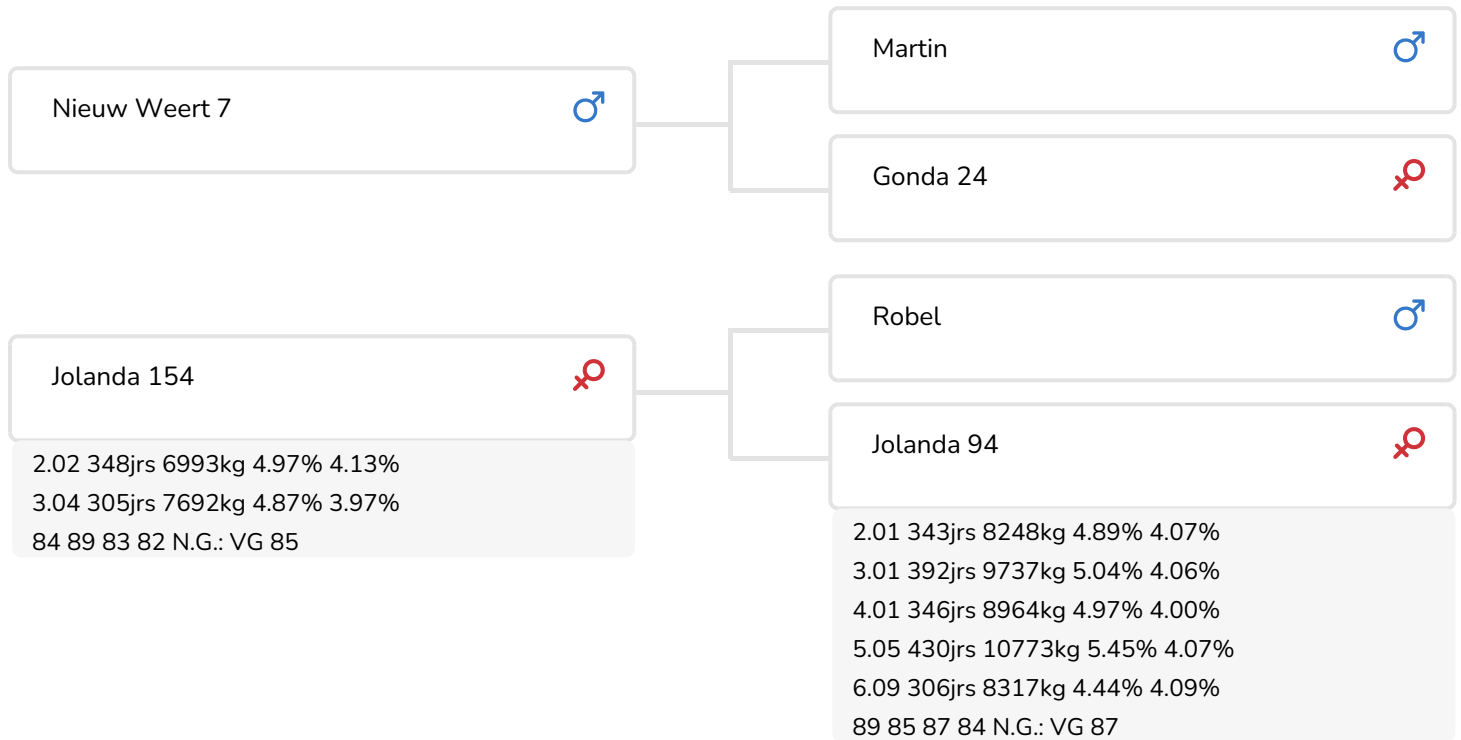 Martin
Nieuw Weert 7
Gonda 24
Robel
Jolanda 154
2.02 348jrs 6993kg 4.97% 4.13%
3.04 305jrs 7692kg 4.87% 3.97%
84 89 83 82 N.G.: VG 85
Jolanda 94
2.01 343jrs 8248kg 4.89% 4.07%
3.01 392jrs 9737kg 5.04% 4.06%
4.01 346jrs 8964kg 4.97% 4.00%
5.05 430jrs 10773kg 5.45% 4.07%
6.09 306jrs 8317kg 4.44% 4.09%
89 85 87 84 N.G.: VG 87